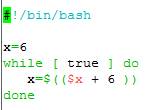 #!/bin/bash
x=6
while [ true ] do
x=$(($x + 6 ))
done